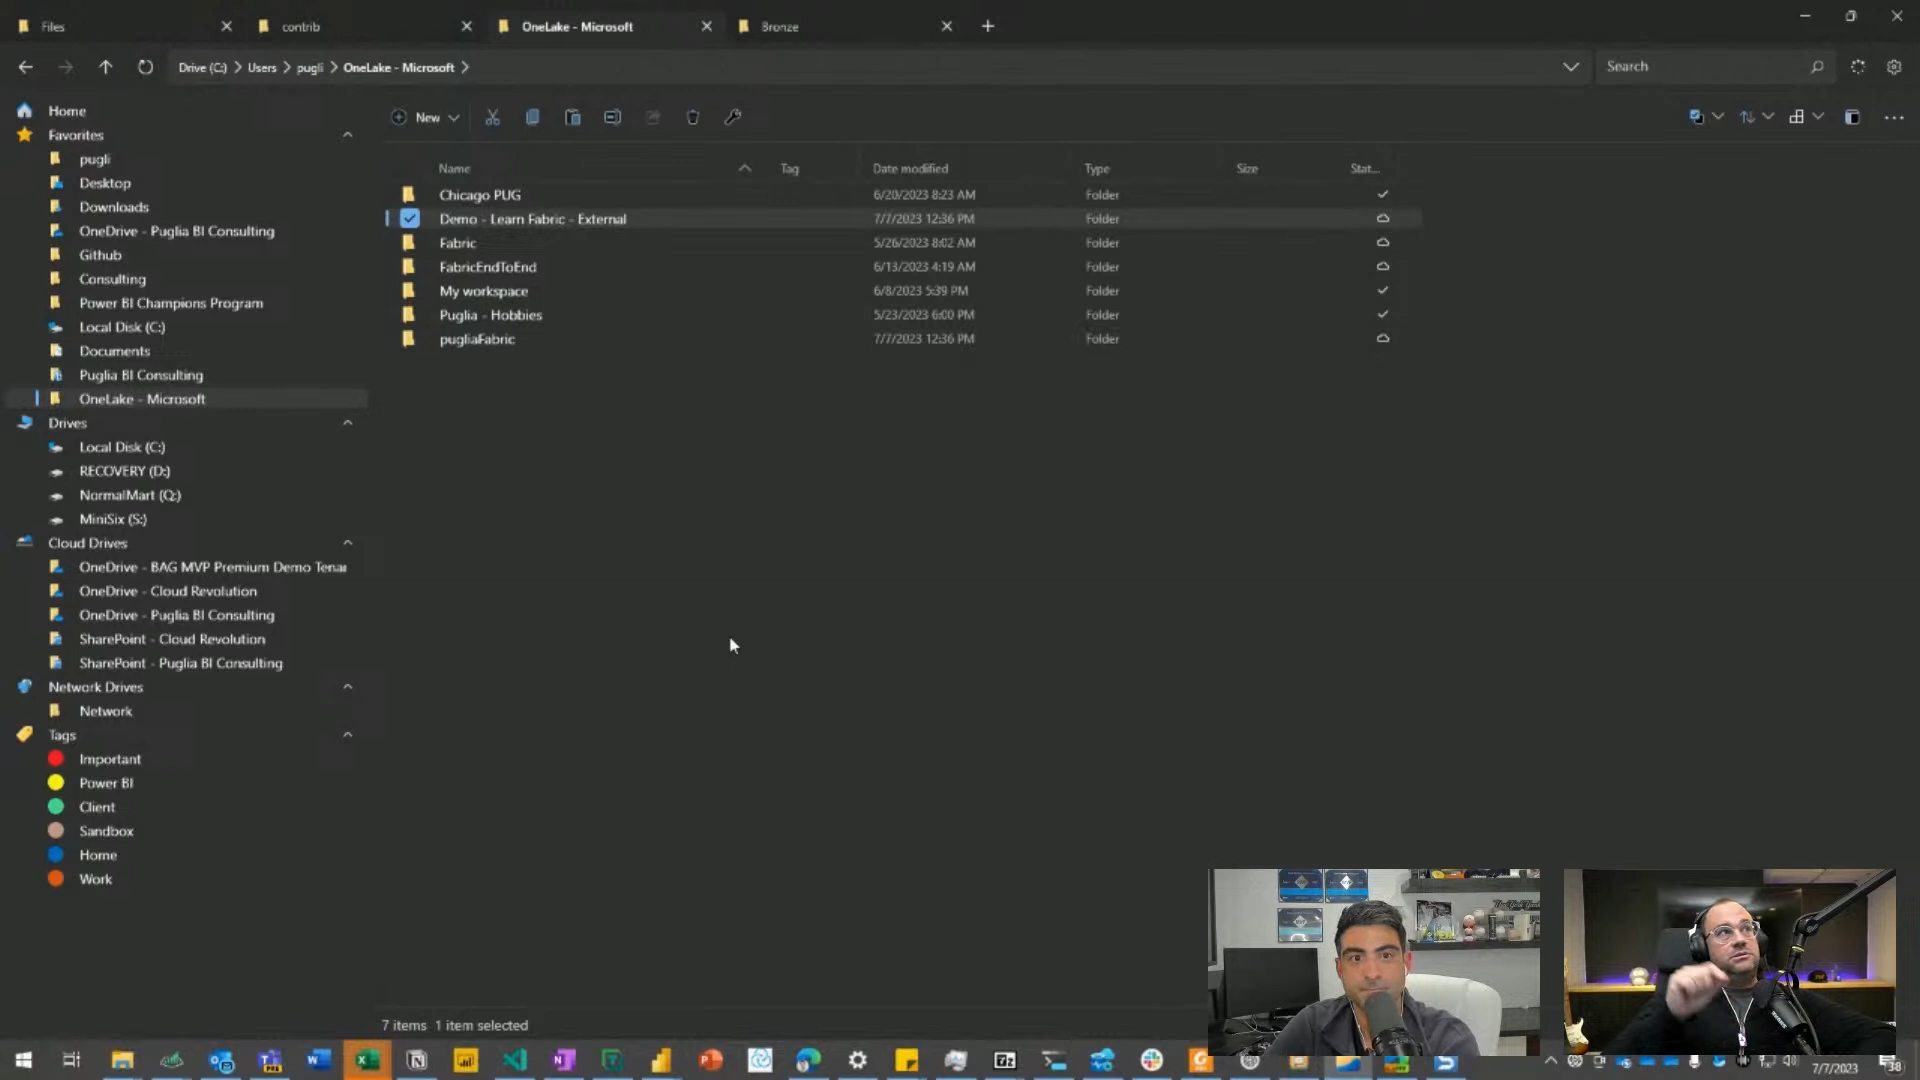 Files
contrib
OneLake - Microsoft
Bronze
Drive (C:) > Users > pugli > OneLake - Microsoft >
Search
Home
Favorites
pugli
Desktop
Downloads
OneDrive - Puglia BI Consulting
Github
Consulting
Power BI Champions Program
Local Disk (C:)
Documents
Puglia BI Consulting
OneLake - Microsoft
Drives
Local Disk (C:)
RECOVERY (D:)
NormalMart (Q:)
MiniSix (S:)
Cloud Drives
OneDrive - BAG MVP Premium Demo Tenar
OneDrive - Cloud Revolution
OneDrive - Puglia BI Consulting
SharePoint - Cloud Revolution
SharePoint - Puglia BI Consulting
Network Drives
Network
Tags
Important
Power BI
Client
Sandbox
Home
Work
New
Name Tag Date modified Type Size Stat...
Chicago PUG 6/20/2023 8:23 AM Folder
Demo - Learn Fabric - External 7/7/2023 12:36 PM Folder
Fabric 5/26/2023 8:02 AM Folder
FabricEndToEnd 6/13/2023 4:19 AM Folder
My workspace 6/8/2023 5:39 PM Folder
Puglia - Hobbies 5/23/2023 6:00 PM Folder
pugliaFabric 7/7/2023 12:36 PM Folder
7 items 1 item selected
7/7/2023
38